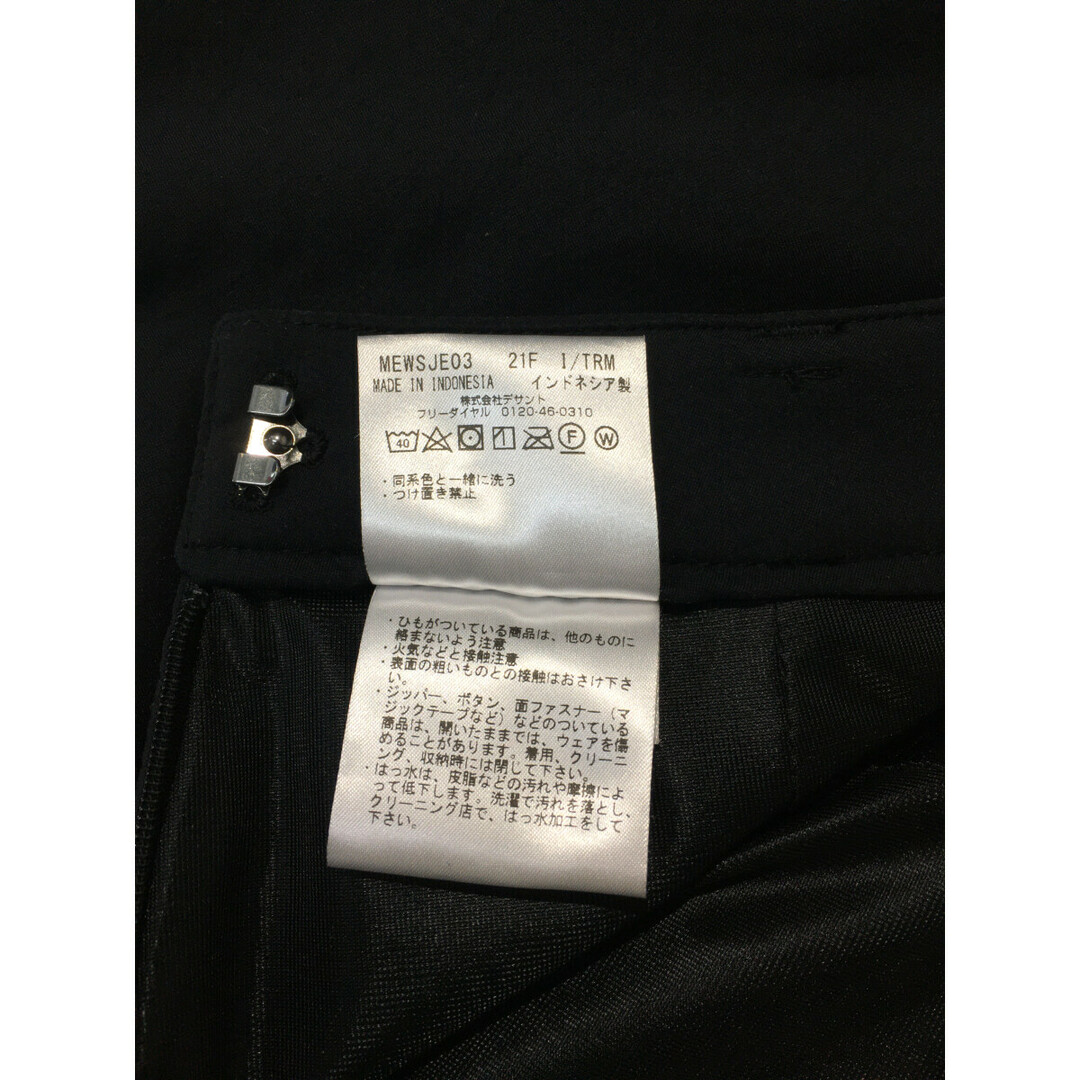 MEWSJE03 21F I/TRM
MADE IN INDONESIA インドネシア製
株式会社デサント
フリーダイヤル 0120-46-0310
40 F W
・同系色と一緒に洗う
・つけ置き禁止
・ひもがついている商品は、他のものに
絡まないよう注意
・火気などと接触注意
・表面の粗いものとの接触はおさけ下さ
い。
・ジッパー、ボタン、面ファスナー（マ
ジックテープなど）などのついている
商品は、開いたままでは、ウェアを傷
めることがあります。着用、クリーニ
ング、収納時には閉じて下さい。
・はっ水は、皮脂などの汚れや摩擦によ
って低下します。洗濯で汚れを落とし、
クリーニング店で、はっ水加工をして
下さい。